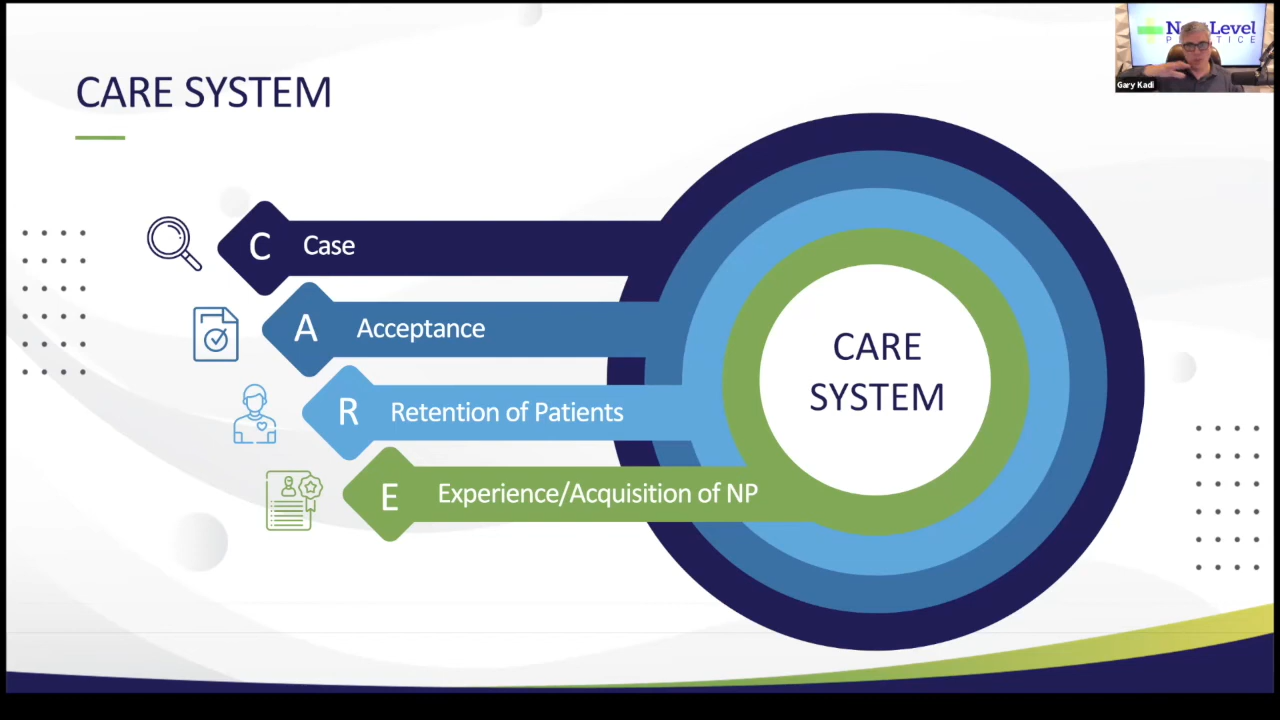 CARE SYSTEM
C Case
A Acceptance
R Retention of Patients
E Experience/Acquisition of NP
CARE
SYSTEM
Level
Gary Kadi